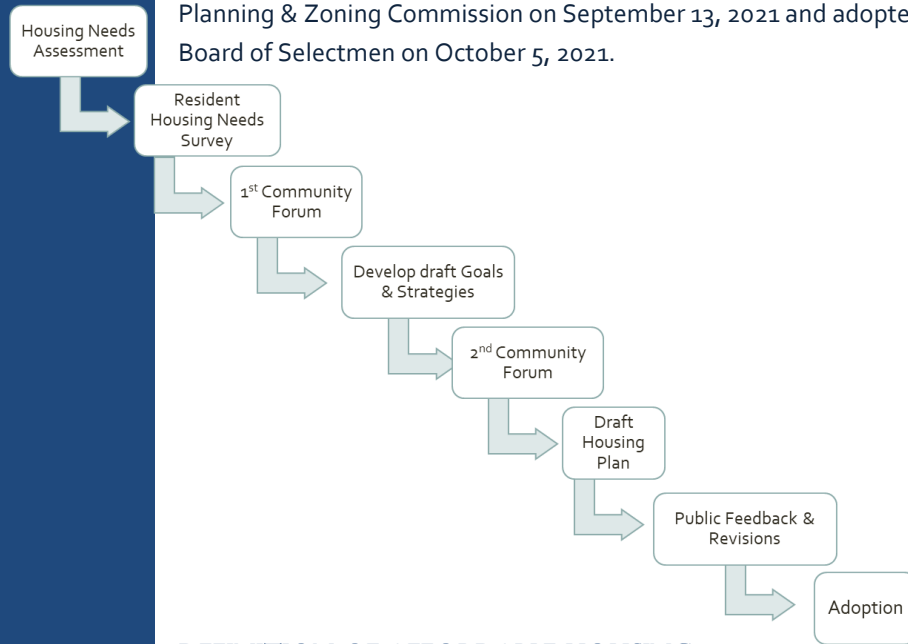 Planning & Zoning Commission on September 13, 2021 and adopte
Board of Selectmen on October 5, 2021.
Housing Needs
Assessment
Resident
Housing Needs
Survey
1st Community
Forum
Develop draft Goals
& Strategies
2nd Community
Forum
Draft
Housing
Plan
Public Feedback &
Revisions
Adoption